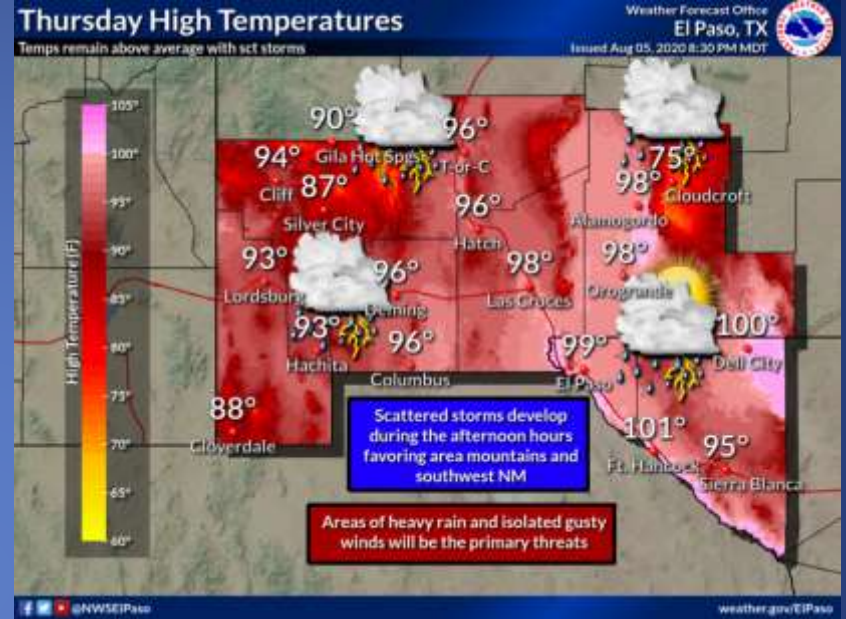 Thursday High Temperatures
Weather Forecast Office
El Paso, TX
Temps remain above average with sct storms
Issued Aug 05, 2020 8:30 PM MDT
High Temperature (F)
105°
100°
95°
90°
85°
80°
70°
65°
60°
90°
Gila Hot Spgs
96°
T-or-C
75°
Cloudcroft
94°
Cliff
87°
Silver City
98°
Alamogordo
96°
Hatch
93°
Lordsburg
96°
Deming
98°
Las Cruces
98°
Orogrande
93°
Hachita
96°
Columbus
99°
El Paso
100°
Dell City
88°
Cloverdale
101°
Ft. Hancock
95°
Sierra Blanca
Scattered storms develop
during the afternoon hours
favoring area mountains and
southwest NM
Areas of heavy rain and isolated gusty
winds will be the primary threats
@NWSElPaso
weather.gov/ElPaso